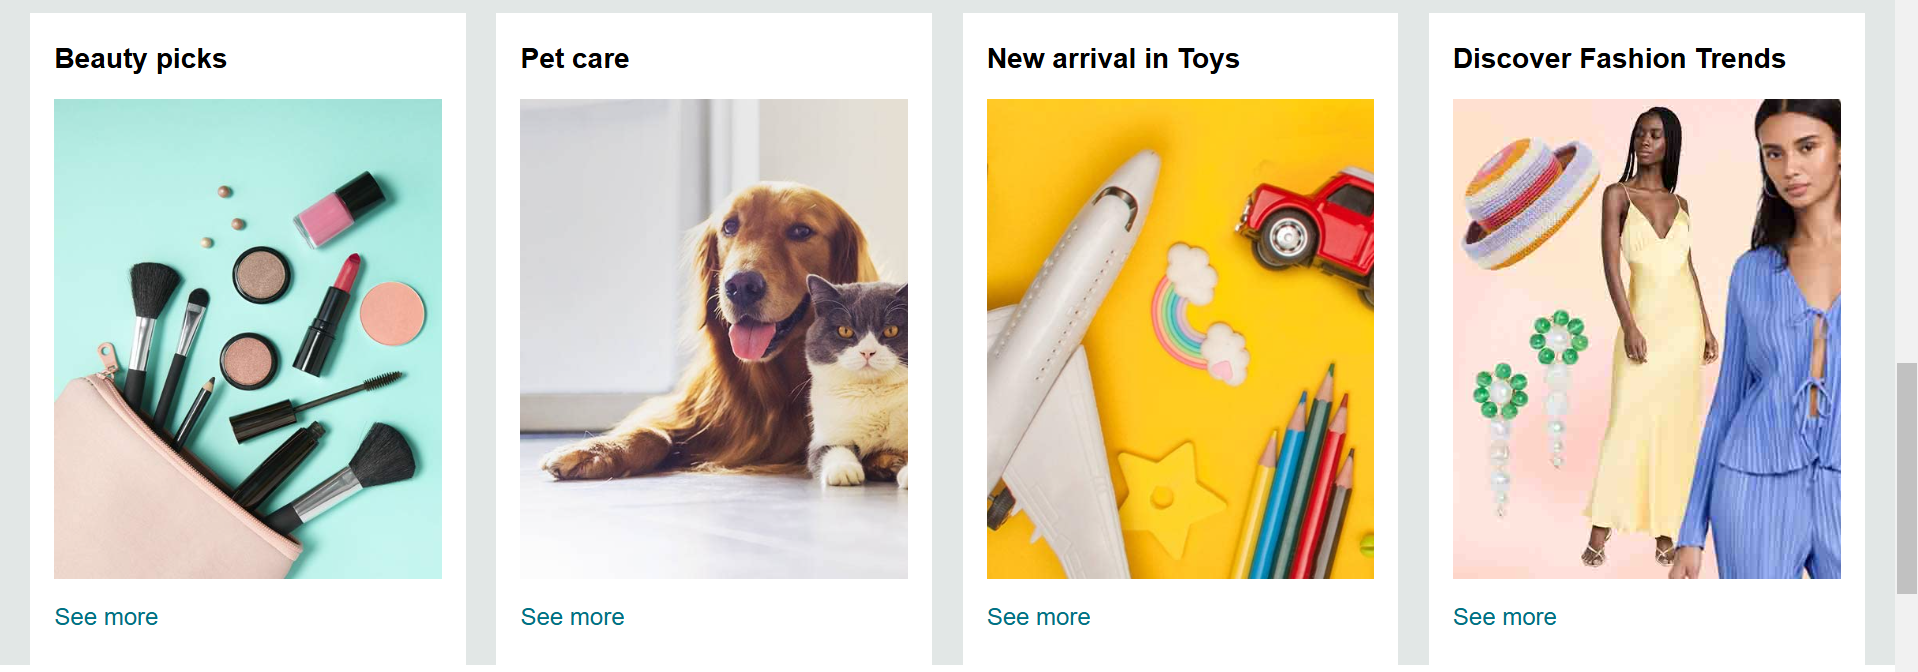 Beauty picks
Pet care
New arrival in Toys
Discover Fashion Trends
See more
See more
See more
See more